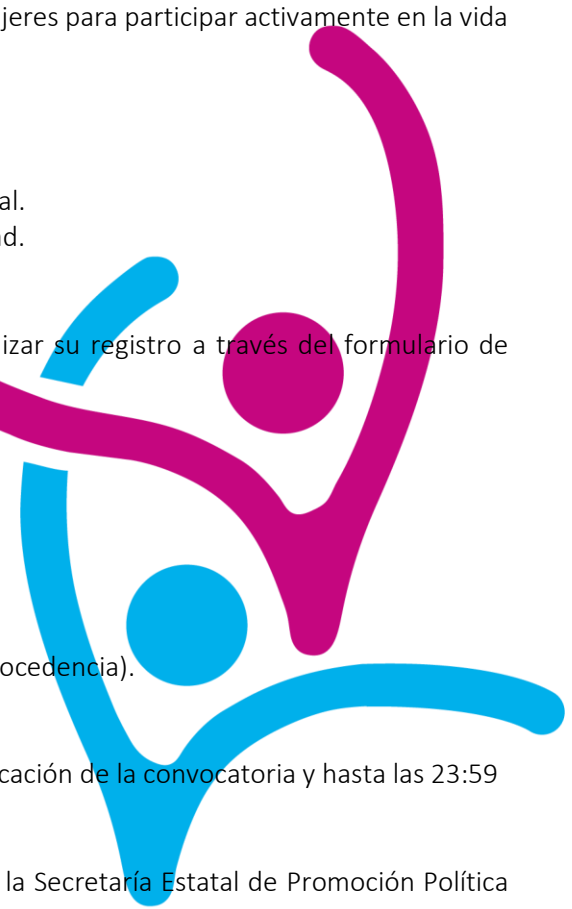 jeres para participar activamente en la vida
al.
ad.
izar su registro a través del formulario de
ocedencia).
cación de la convocatoria y hasta las 23:59
la Secretaría Estatal de Promoción Política